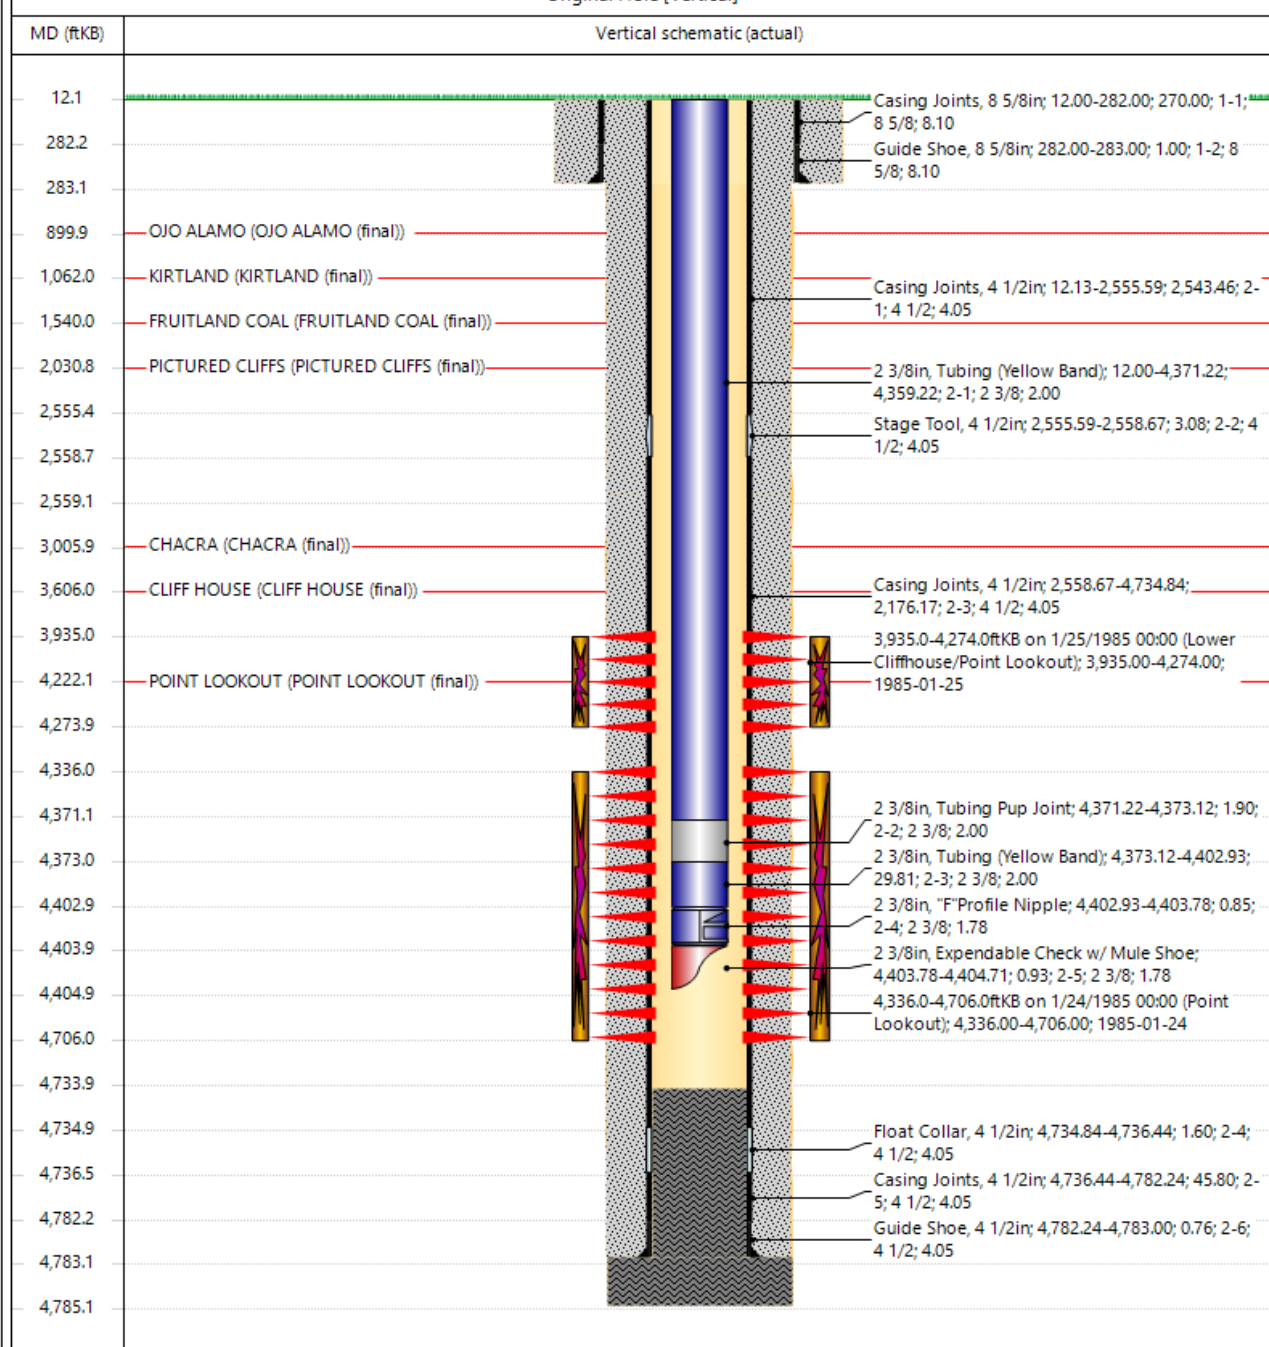 MD (ftKB)
Vertical schematic (actual)
12.1
Casing Joints, 8 5/8in; 12.00-282.00; 270.00; 1-1;
8 5/8; 8.10
282.2
Guide Shoe, 8 5/8in; 282.00-283.00; 1.00; 1-2; 8
5/8; 8.10
283.1
899.9
OJO ALAMO (OJO ALAMO (final))
1,062.0
KIRTLAND (KIRTLAND (final))
Casing Joints, 4 1/2in; 12.13-2,555.59; 2,543.46; 2-
1; 4 1/2; 4.05
1,540.0
FRUITLAND COAL (FRUITLAND COAL (final))
2,030.8
PICTURED CLIFFS (PICTURED CLIFFS (final))
2 3/8in, Tubing (Yellow Band); 12.00-4,371.22;
4,359.22; 2-1; 2 3/8; 2.00
2,555.4
Stage Tool, 4 1/2in; 2,555.59-2,558.67; 3.08; 2-2; 4
1/2; 4.05
2,558.7
2,559.1
3,005.9
CHACRA (CHACRA (final))
3,606.0
CLIFF HOUSE (CLIFF HOUSE (final))
Casing Joints, 4 1/2in; 2,558.67-4,734.84;
2,176.17; 2-3; 4 1/2; 4.05
3,935.0
3,935.0-4,274.0ftKB on 1/25/1985 00:00 (Lower
Cliffhouse/Point Lookout); 3,935.00-4,274.00;
1985-01-25
4,222.1
POINT LOOKOUT (POINT LOOKOUT (final))
4,273.9
4,336.0
4,371.1
2 3/8in, Tubing Pup Joint; 4,371.22-4,373.12; 1.90;
2-2; 2 3/8; 2.00
4,373.0
2 3/8in, Tubing (Yellow Band); 4,373.12-4,402.93;
29.81; 2-3; 2 3/8; 2.00
4,402.9
2 3/8in, "F"Profile Nipple; 4,402.93-4,403.78; 0.85;
2-4; 2 3/8; 1.78
4,403.9
2 3/8in, Expendable Check w/ Mule Shoe;
4,403.78-4,404.71; 0.93; 2-5; 2 3/8; 1.78
4,404.9
4,336.0-4,706.0ftKB on 1/24/1985 00:00 (Point
Lookout); 4,336.00-4,706.00; 1985-01-24
4,706.0
4,733.9
4,734.9
Float Collar, 4 1/2in; 4,734.84-4,736.44; 1.60; 2-4;
4 1/2; 4.05
4,736.5
Casing Joints, 4 1/2in; 4,736.44-4,782.24; 45.80; 2-
5; 4 1/2; 4.05
4,782.2
Guide Shoe, 4 1/2in; 4,782.24-4,783.00; 0.76; 2-6;
4 1/2; 4.05
4,783.1
4,785.1